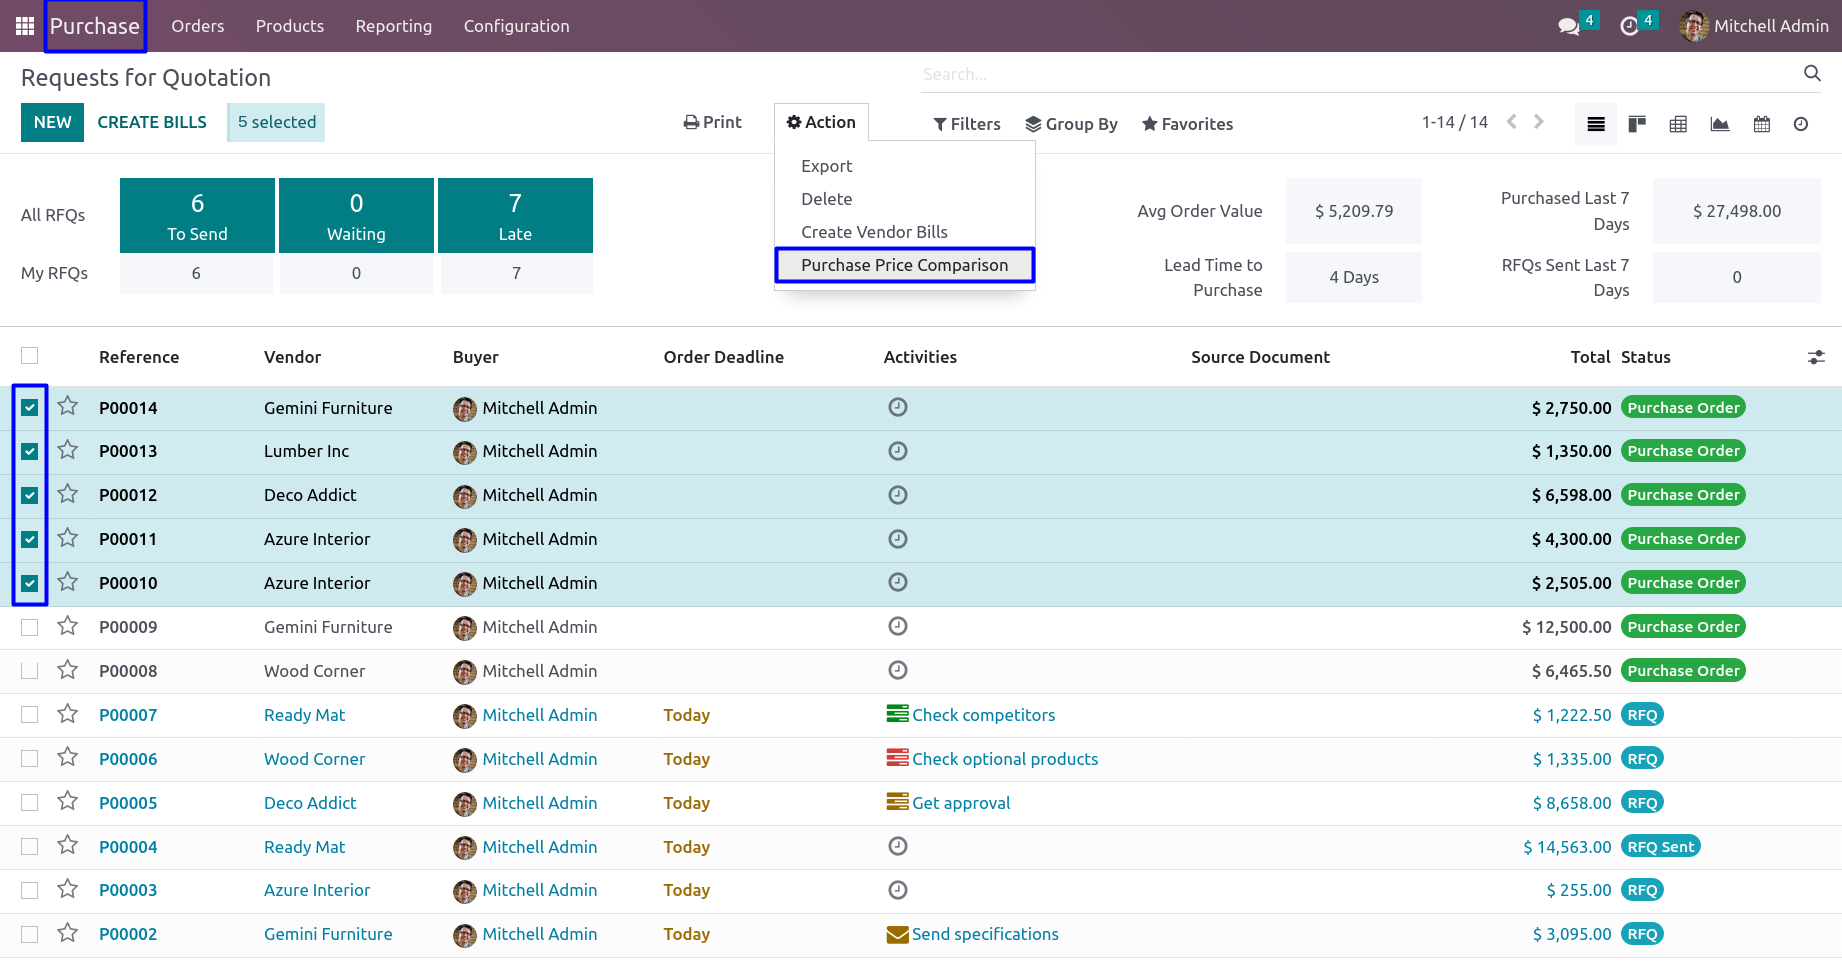 Purchase Orders Products Reporting Configuration 4 4 Mitchell Admin
Requests for Quotation Search...
NEW CREATE BILLS 5 selected Print Action Filters Group By Favorites 1-14 / 14
Export
Delete
Create Vendor Bills
Purchase Price Comparison
All RFQs 6 To Send 0 Waiting 7 Late
My RFQs 6 0 7
Avg Order Value $ 5,209.79 Purchased Last 7 Days $ 27,498.00
Lead Time to Purchase 4 Days RFQs Sent Last 7 Days 0
Reference Vendor Buyer Order Deadline Activities Source Document Total Status
P00014 Gemini Furniture Mitchell Admin $ 2,750.00 Purchase Order
P00013 Lumber Inc Mitchell Admin $ 1,350.00 Purchase Order
P00012 Deco Addict Mitchell Admin $ 6,598.00 Purchase Order
P00011 Azure Interior Mitchell Admin $ 4,300.00 Purchase Order
P00010 Azure Interior Mitchell Admin $ 2,505.00 Purchase Order
P00009 Gemini Furniture Mitchell Admin $ 12,500.00 Purchase Order
P00008 Wood Corner Mitchell Admin $ 6,465.50 Purchase Order
P00007 Ready Mat Mitchell Admin Today Check competitors $ 1,222.50 RFQ
P00006 Wood Corner Mitchell Admin Today Check optional products $ 1,335.00 RFQ
P00005 Deco Addict Mitchell Admin Today Get approval $ 8,658.00 RFQ
P00004 Ready Mat Mitchell Admin Today $ 14,563.00 RFQ Sent
P00003 Azure Interior Mitchell Admin Today $ 255.00 RFQ
P00002 Gemini Furniture Mitchell Admin Today Send specifications $ 3,095.00 RFQ